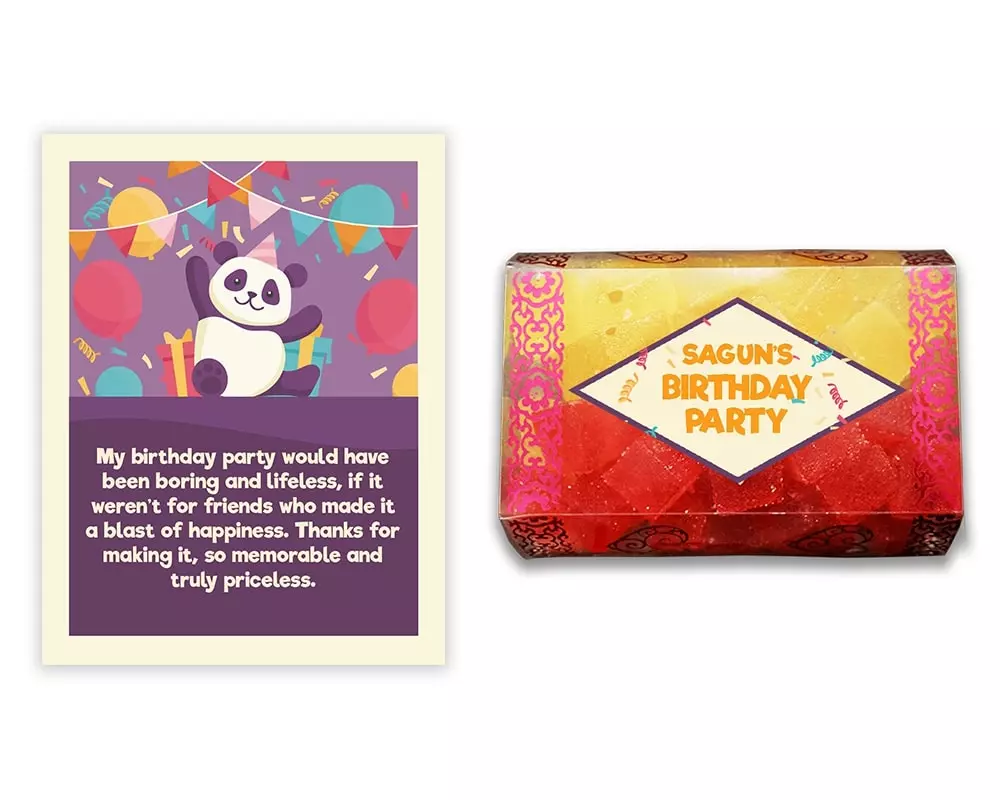 My birthday party would have
been boring and lifeless, if it
weren't for friends who made it
a blast of happiness. Thanks for
making it, so memorable and
truly priceless.
SAGUN'S
BIRTHDAY
PARTY